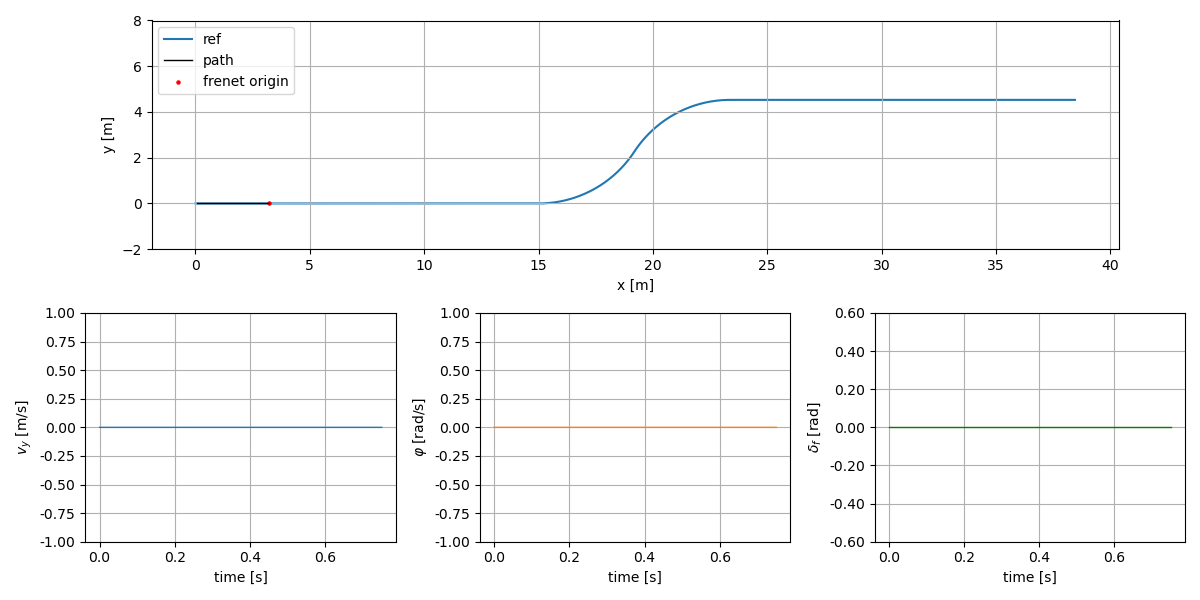 8
6
4
2
0
−2
y [m]
ref
path
frenet origin
0 5 10 15 20 25 30 35 40
x [m]
1.00
0.75
0.50
0.25
0.00
-0.25
-0.50
-0.75
-1.00
v_y [m/s]
0.0 0.2 0.4 0.6
time [s]
1.00
0.75
0.50
0.25
0.00
-0.25
-0.50
-0.75
-1.00
φ [rad/s]
0.0 0.2 0.4 0.6
time [s]
0.60
0.40
0.20
0.00
-0.20
-0.40
-0.60
δ_f [rad]
0.0 0.2 0.4 0.6
time [s]